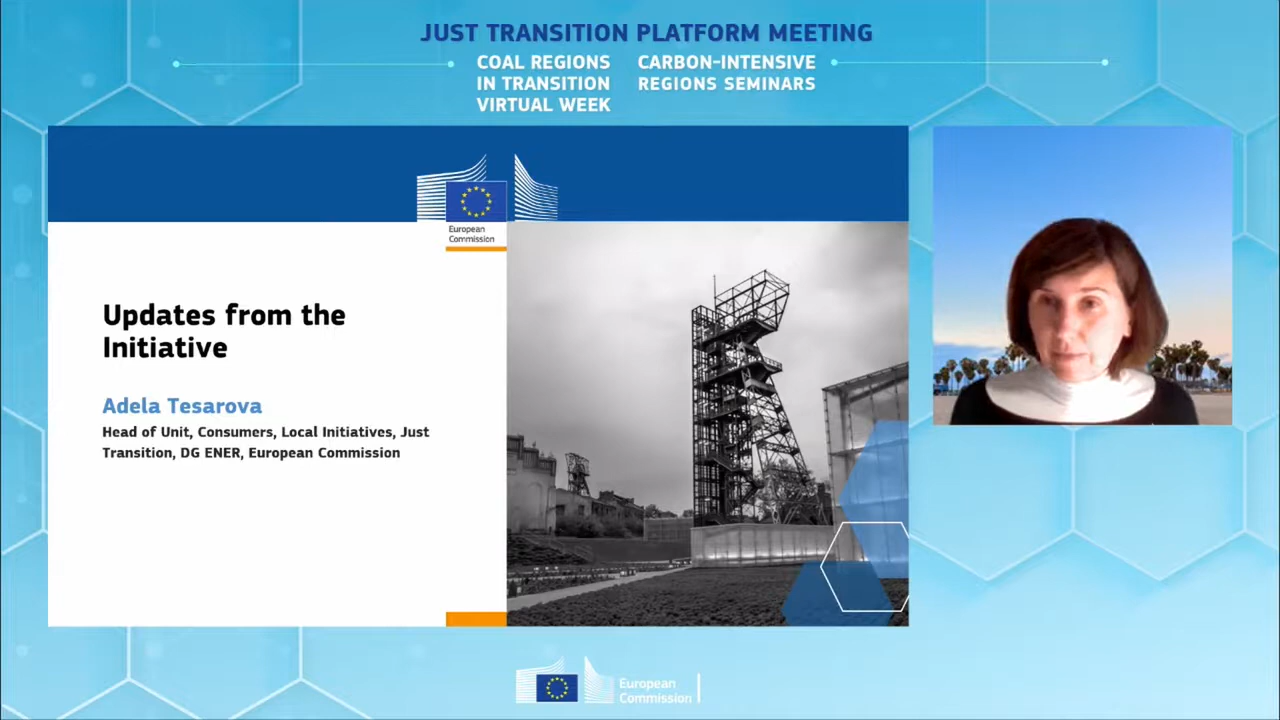 JUST TRANSITION PLATFORM MEETING
COAL REGIONS
IN TRANSITION
VIRTUAL WEEK
CARBON-INTENSIVE
REGIONS SEMINARS
European
Commission
Updates from the
Initiative
Adela Tesarova
Head of Unit, Consumers, Local Initiatives, Just
Transition, DG ENER, European Commission
European
Commission